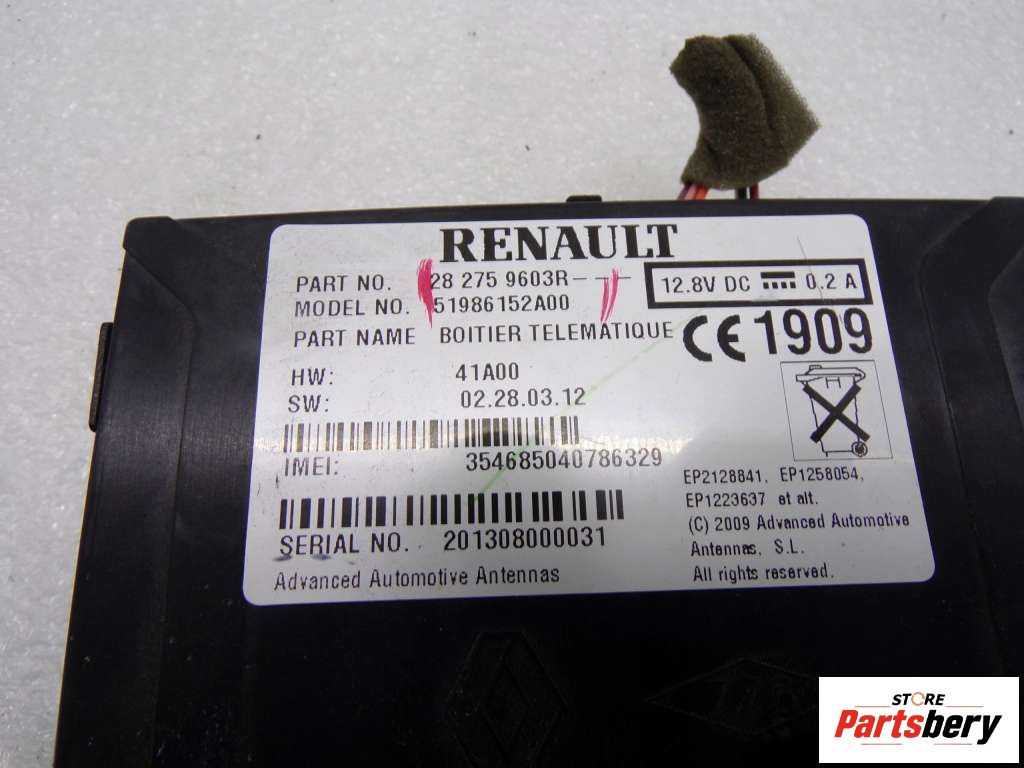 RENAULT
PART NO. 28 275 9603R---
MODEL NO. 51986152A00
12.8V DC 0.2 A
PART NAME BOITIER TELEMATIQUE
CE 1909
HW: 41A00
SW: 02.28.03.12
IMEI: 354685040786329
SERIAL NO. 201308000031
Advanced Automotive Antennas
EP2128841, EP1258054,
EP1223637 et alt.
(C) 2009 Advanced Automotive
Antennas, S.L.
All rights reserved.
STORE
Partsbery